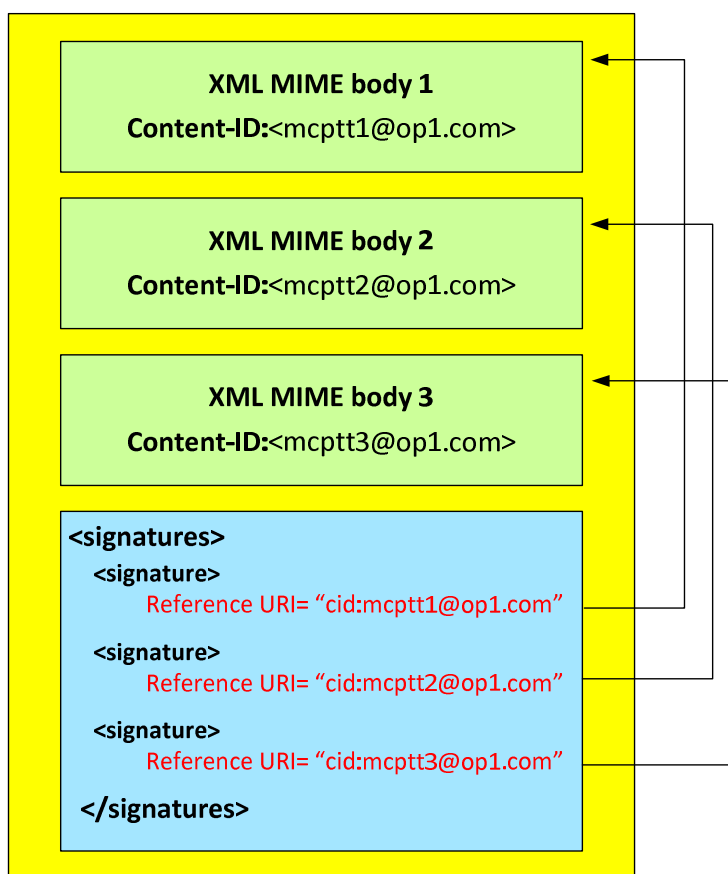 XML MIME body 1
Content-ID:<mcptt1@op1.com>
XML MIME body 2
Content-ID:<mcptt2@op1.com>
XML MIME body 3
Content-ID:<mcptt3@op1.com>
<signatures>
<signature>
Reference URI= “cid:mcptt1@op1.com”
<signature>
Reference URI= “cid:mcptt2@op1.com”
<signature>
Reference URI= “cid:mcptt3@op1.com”
</signatures>